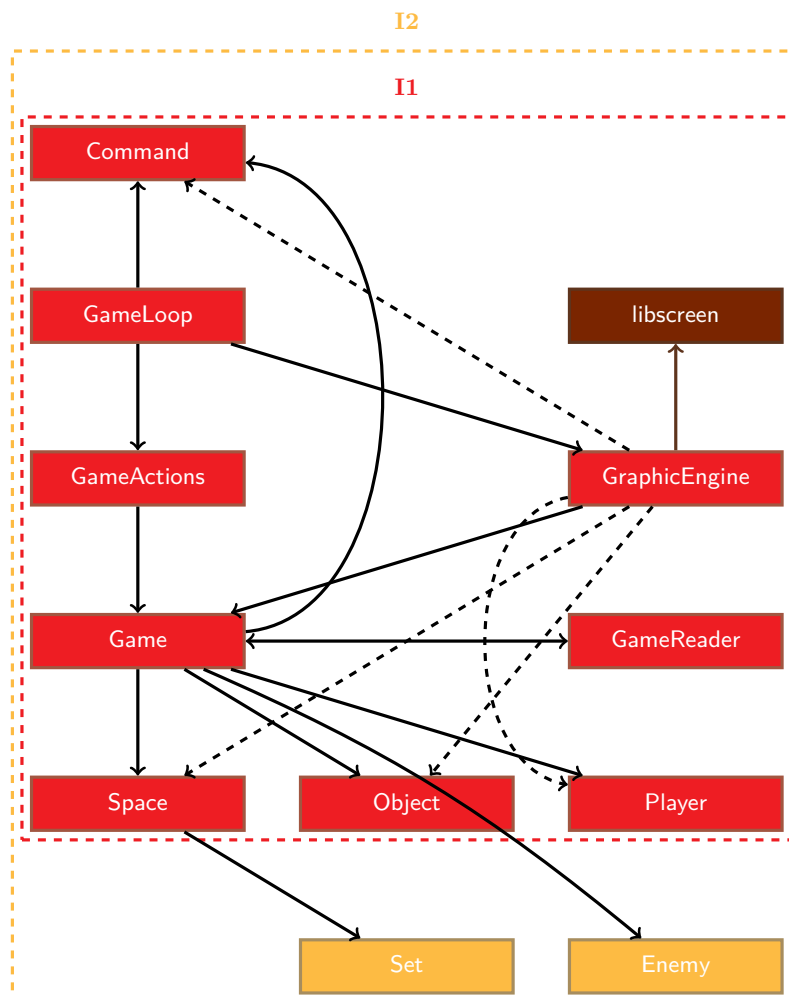 I2
I1
Command
GameLoop
libscreen
GameActions
GraphicEngine
Game
GameReader
Space
Object
Player
Set
Enemy